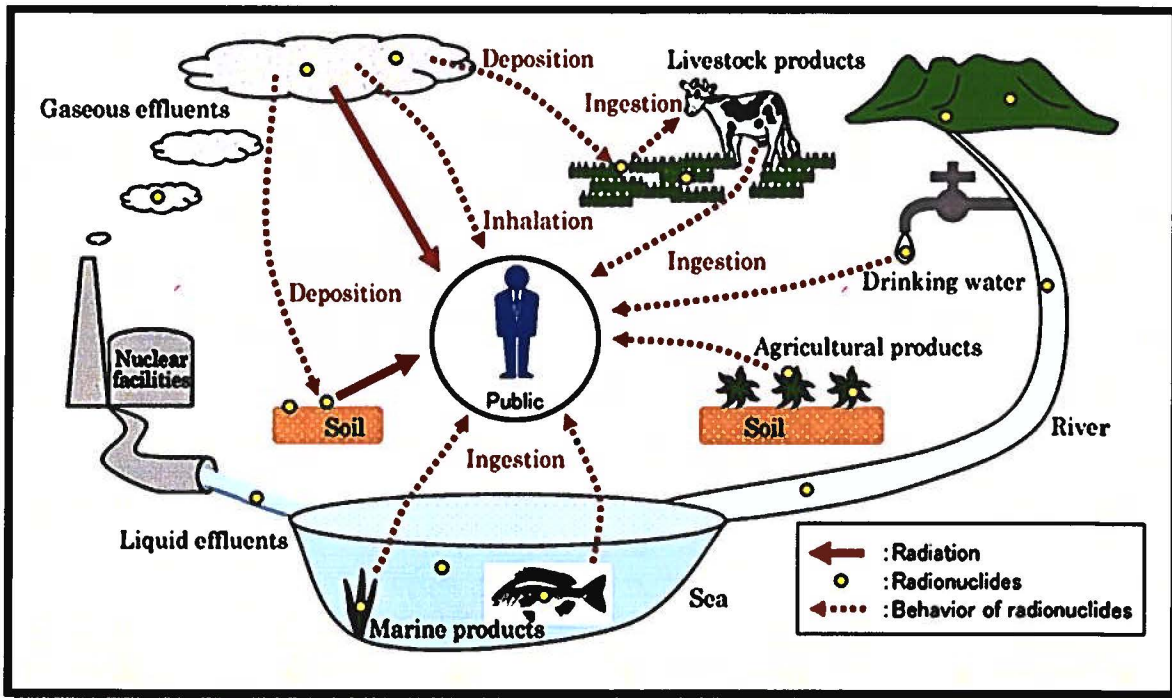 Deposition
Livestock products
Gaseous effluents
Ingestion
Inhalation
Ingestion
Deposition
Drinking water
Nuclear
facilities
Agricultural products
Public
Soil
Soil
River
Ingestion
Liquid effluents
:Radiation
:Radionuclides
:Behavior of radionuclides
Sea
Marine products